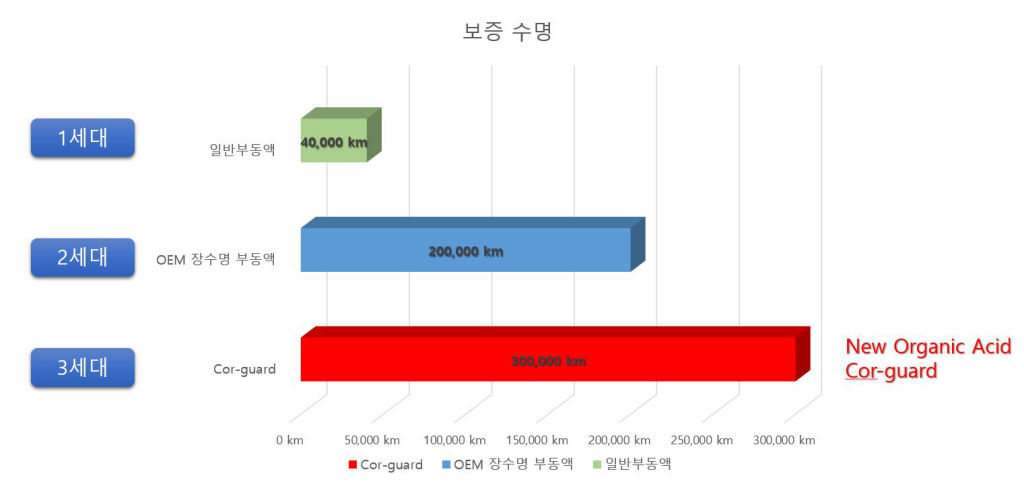 보증 수명
1세대
일반부동액
40,000 km
2세대
OEM 장수명 부동액
200,000 km
3세대
Cor-guard
300,000 km
New Organic Acid
Cor-guard
0 km
50,000 km
100,000 km
150,000 km
200,000 km
250,000 km
300,000 km
Cor-guard
OEM 장수명 부동액
일반부동액